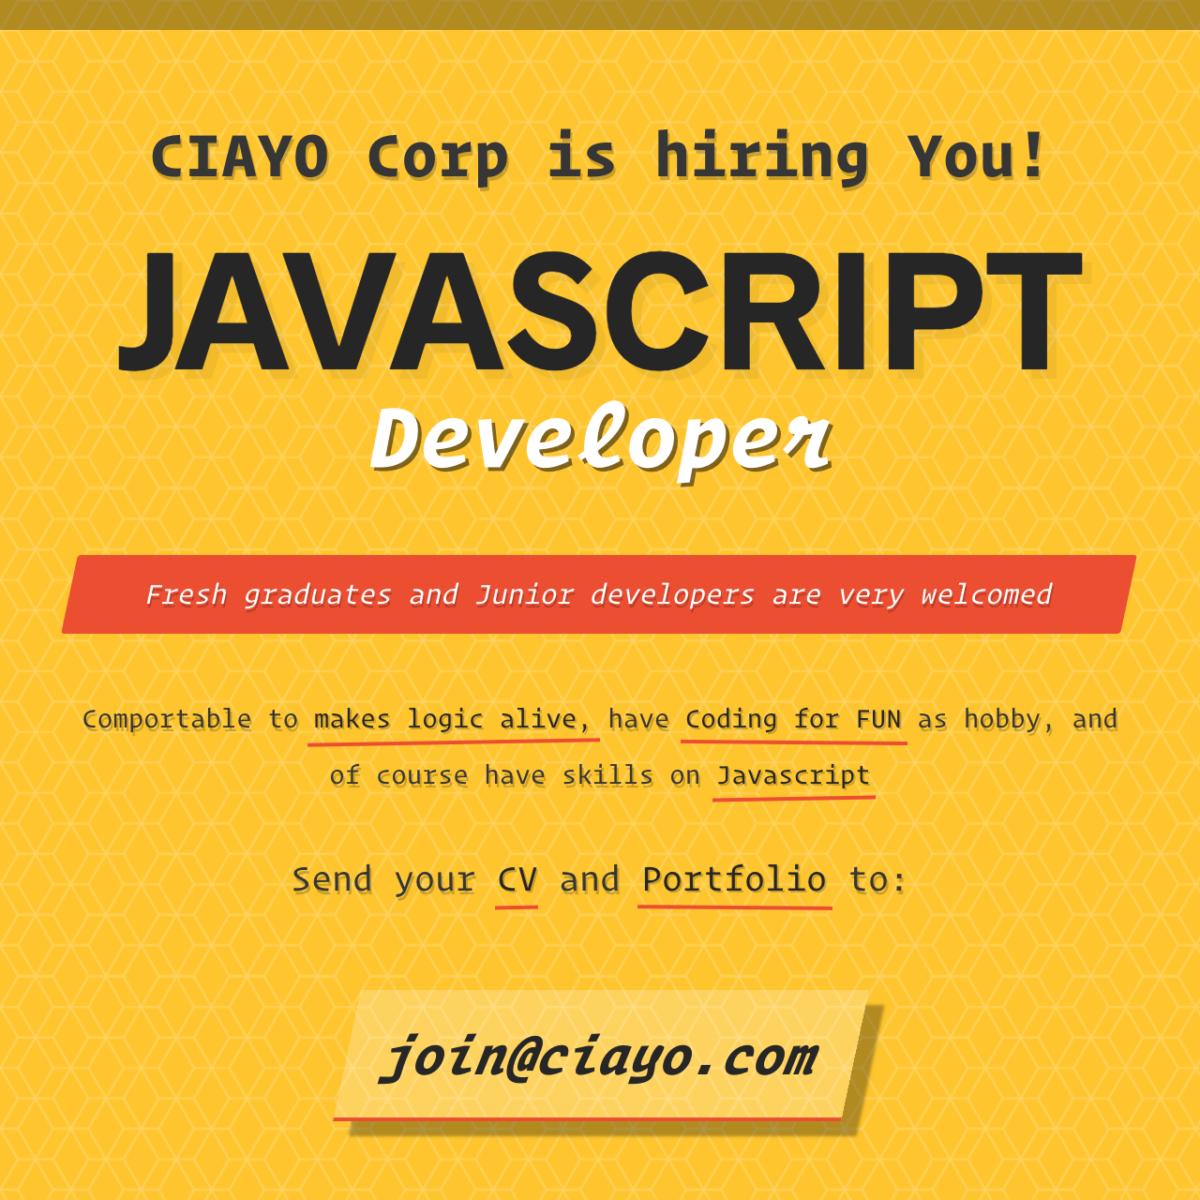 CIAYO Corp is hiring You!
JAVASCRIPT
Developer
Fresh graduates and Junior developers are very welcomed
Comportable to makes logic alive, have Coding for FUN as hobby, and
of course have skills on Javascript
Send your CV and Portfolio to:
join@ciayo.com